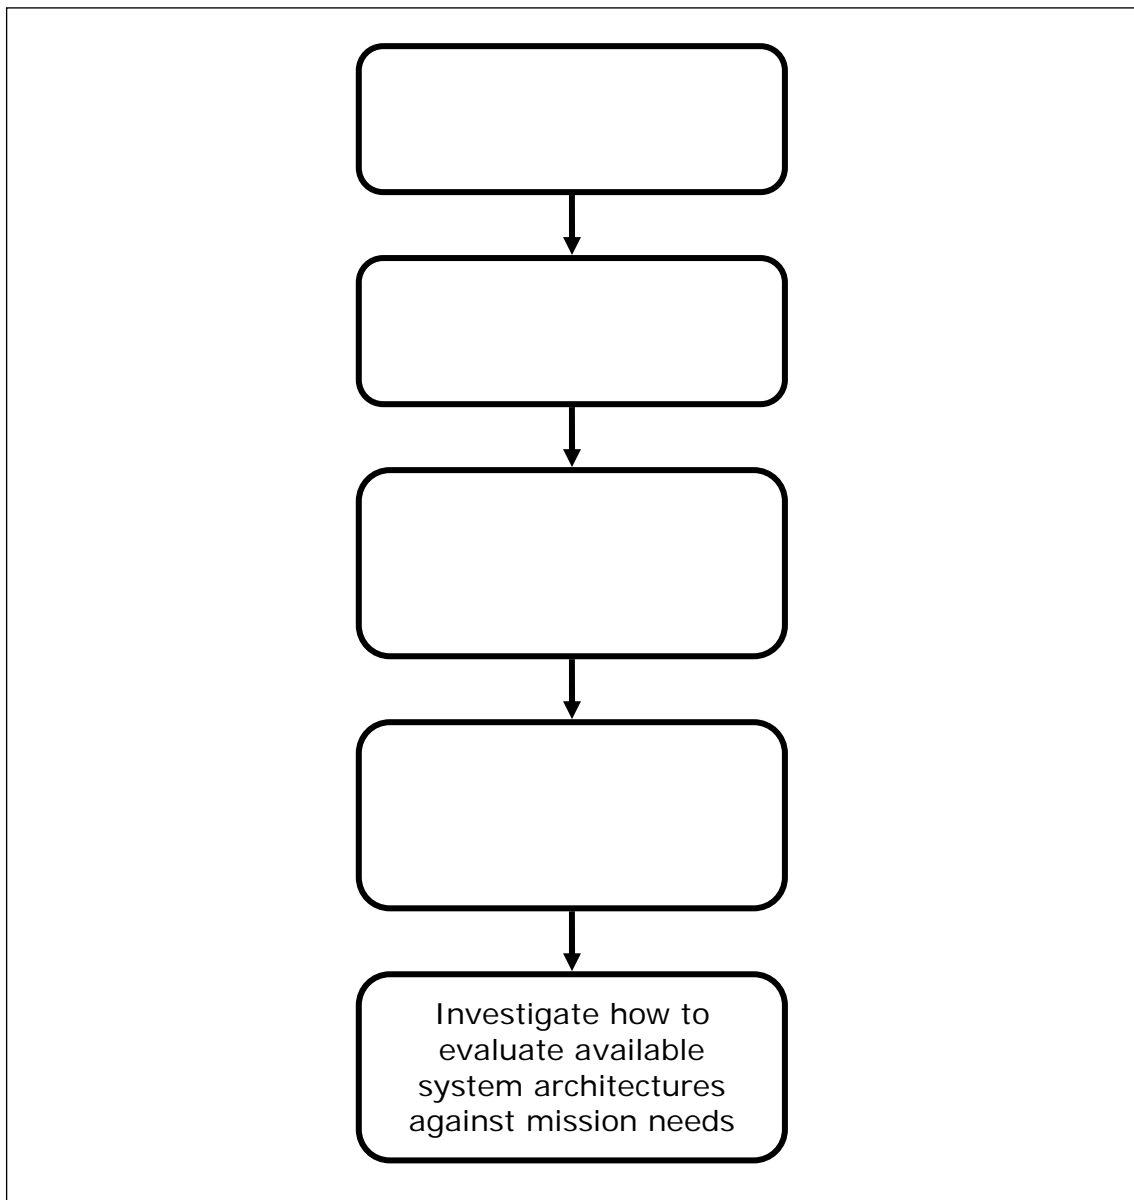 Investigate how to
evaluate available
system architectures
against mission needs